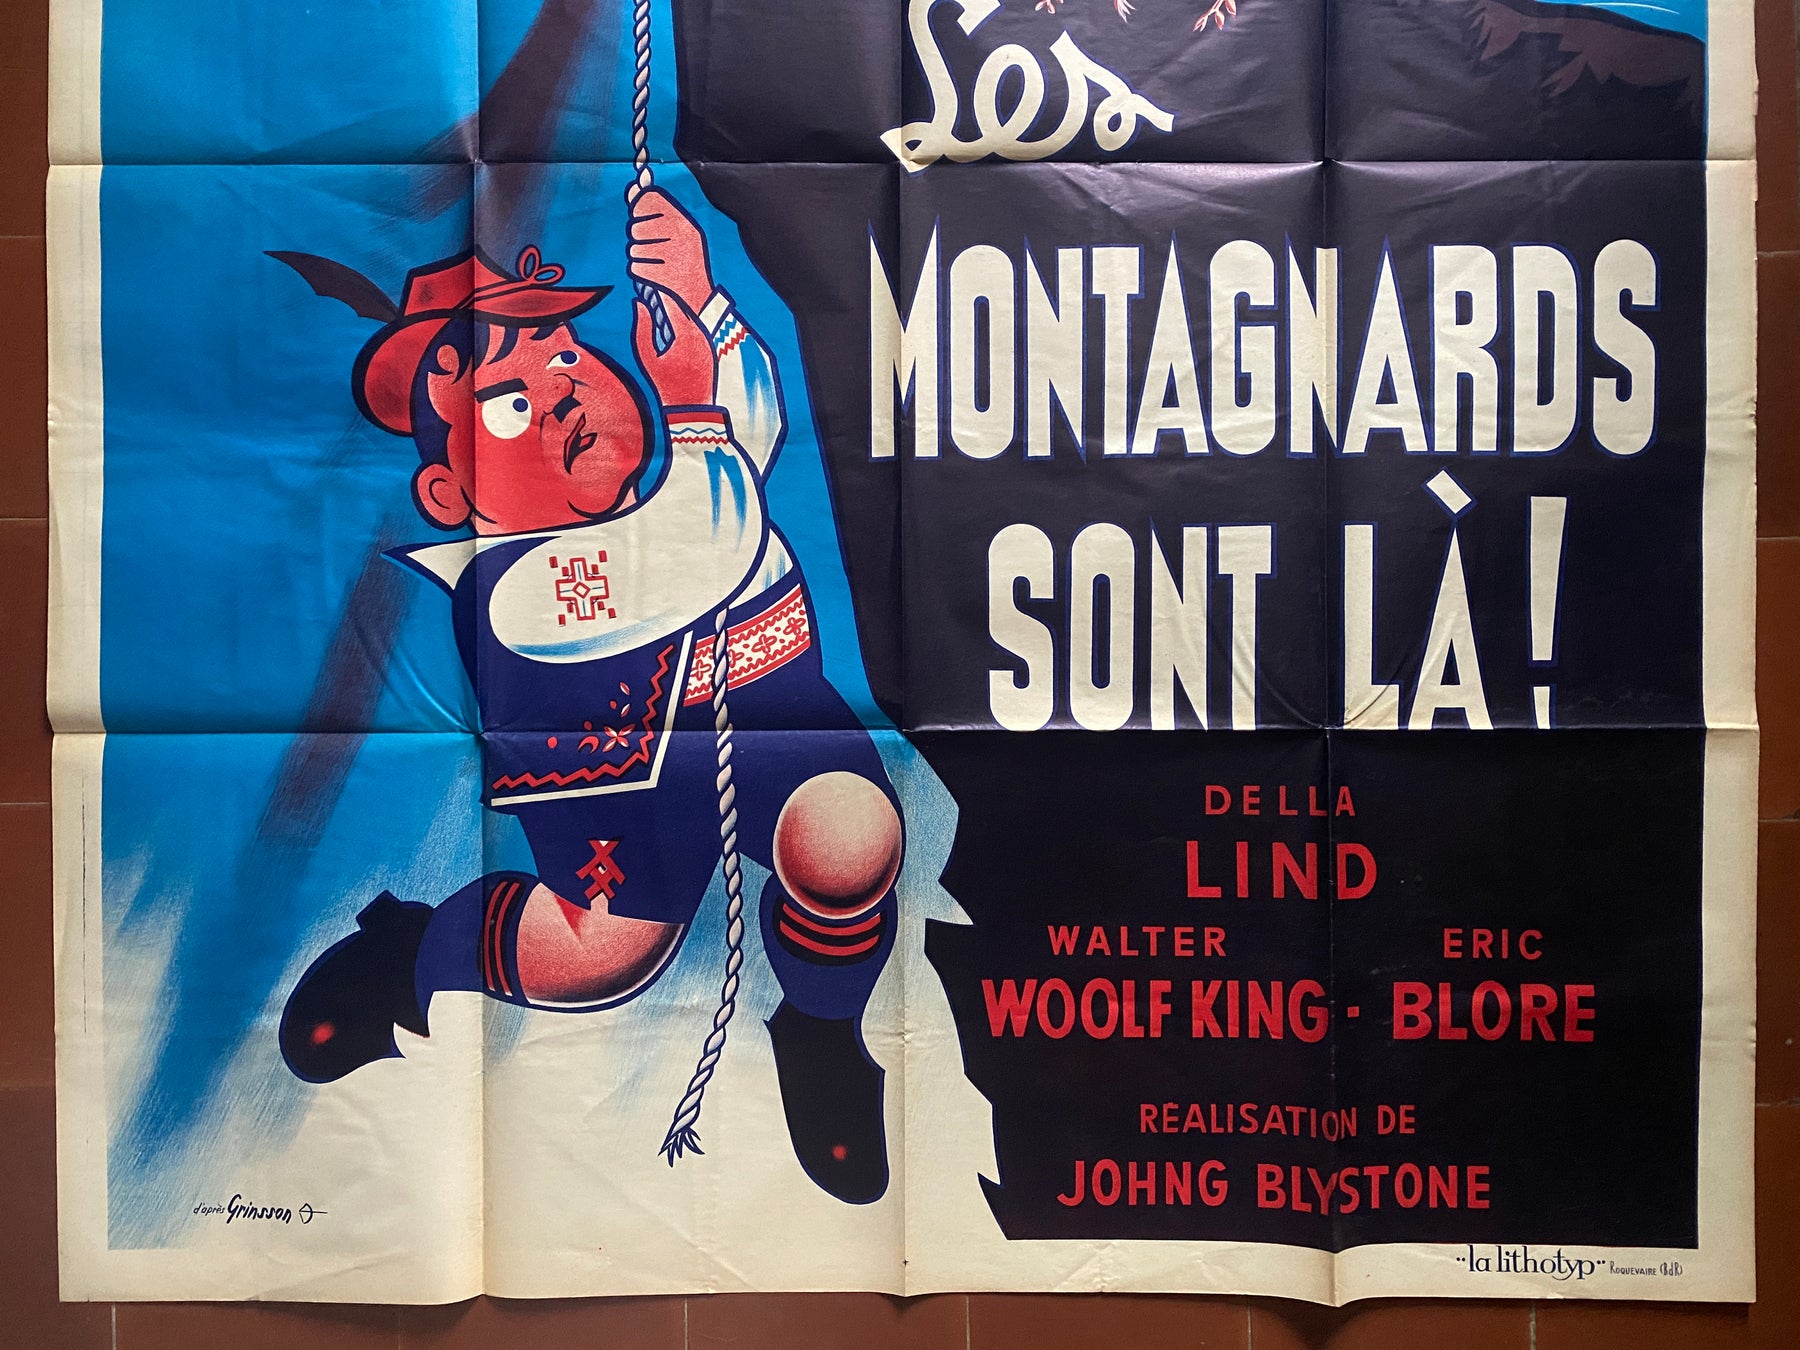 Les
MONTAGNARDS
SONT LÀ!
DELLA
LIND
WALTER ERIC
WOOLF KING - BLORE
RÉALISATION DE
JOHNG BLYSTONE
d'après Grinsson
"la lithotyp" ROQUEVAIRE (BdR)